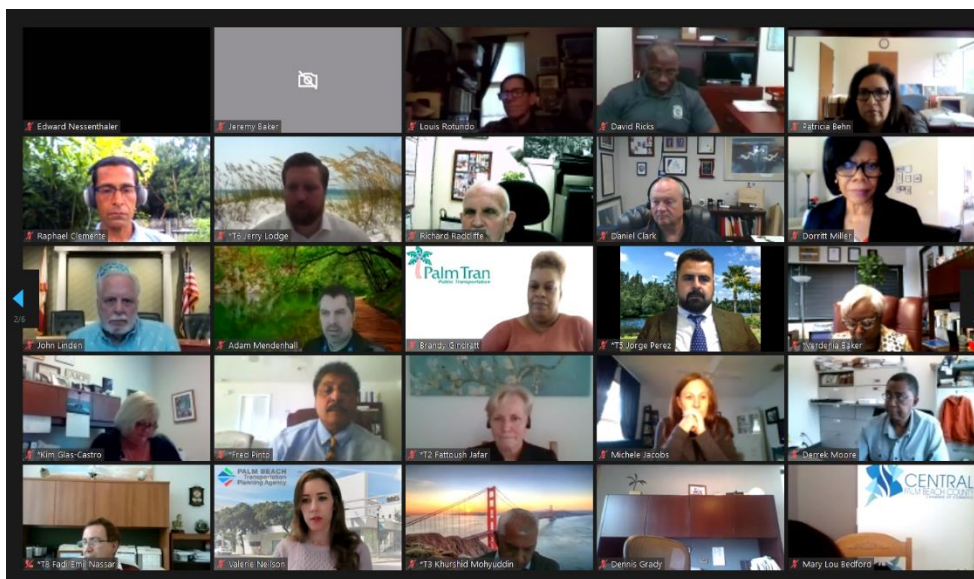 Edward Nessenthaler
Jeremy Baker
Louis Rotundo
David Ricks
Patricia Behn
Raphael Clemente
*T6 Jerry Lodge
Richard Radcliffe
Daniel Clark
Dorritt Miller
2/6
John Linden
Adam Mendenhall
Palm Tran
Public Transportation
Brandy Gindratt
*T5 Jorge Perez
*Verdenia Baker
*Kim Glas-Castro
*Fred Pinto
*T2 Fattoush Jafar
Michele Jacobs
Derrek Moore
*T8 Fadi Emil Nassar
PALM BEACH
Transportation
Planning Agency
Valerie Neilson
*T3 Khurshid Mohyuddin
Dennis Grady
CENTRAL
PALM BEACH COUNTY
Mary Lou Bedford